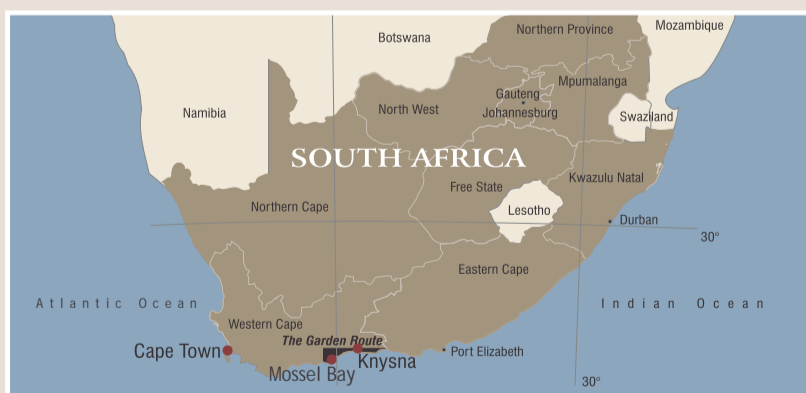 Northern Province
Mozambique
Botswana
Mpumalanga
Gauteng
Johannesburg
North West
Namibia
Swaziland
SOUTH AFRICA
Kwazulu Natal
Free State
Northern Cape
Lesotho
Durban
30°
Eastern Cape
Atlantic Ocean
Indian Ocean
Western Cape
The Garden Route
Cape Town
Port Elizabeth
Knysna
Mossel Bay
30°